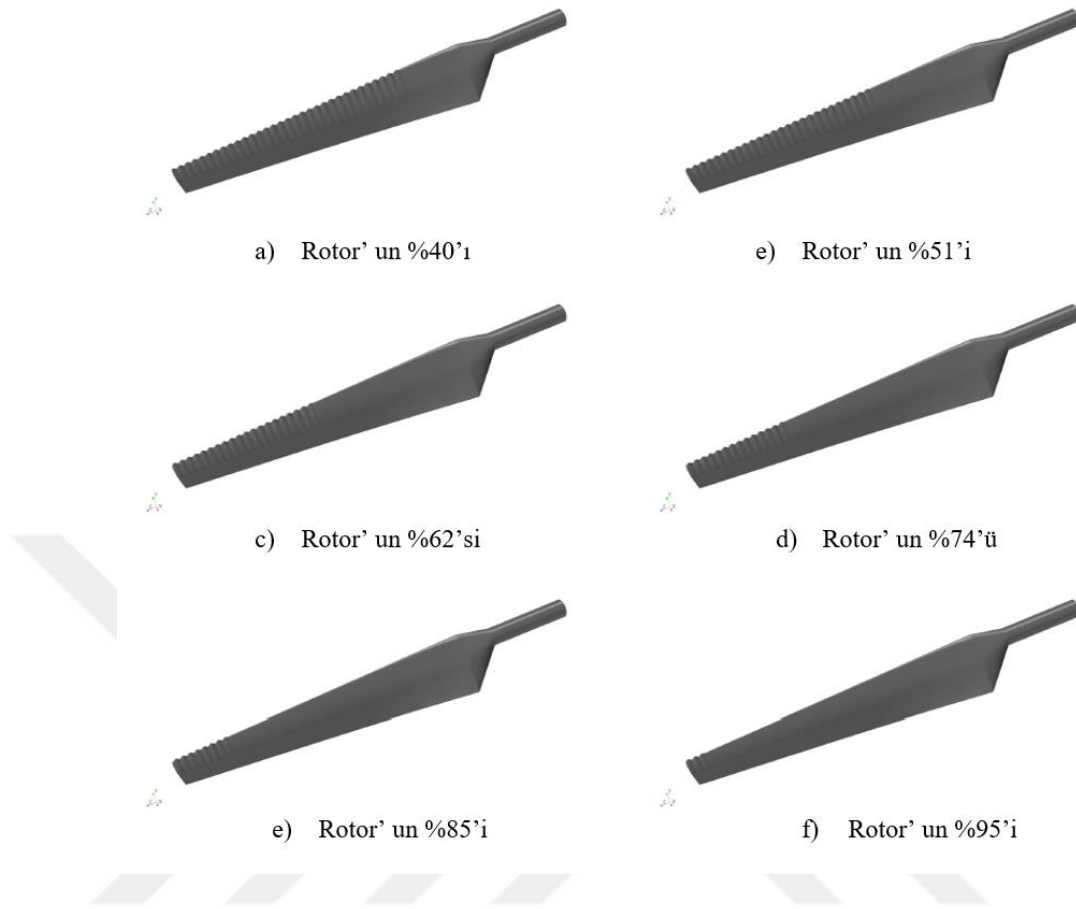 a) Rotor’ un %40’ı
e) Rotor’ un %51’i
c) Rotor’ un %62’si
d) Rotor’ un %74’ü
e) Rotor’ un %85’i
f) Rotor’ un %95’i